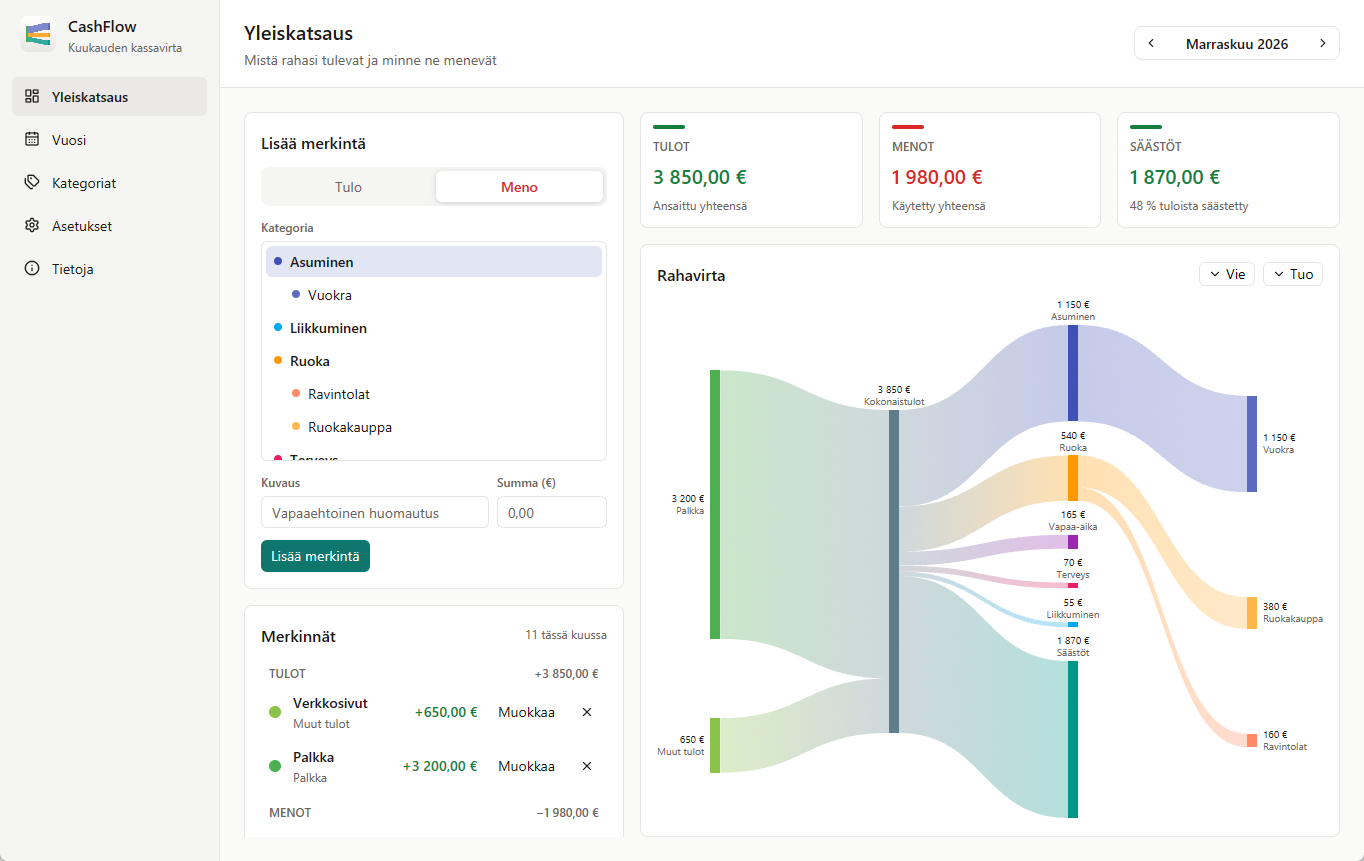 CashFlow
Kuukauden kassavirta
Yleiskatsaus
Vuosi
Kategoriat
Asetukset
Tietoja
Yleiskatsaus
Mistä rahasi tulevat ja minne ne menevät
Marraskuu 2026
Lisää merkintä
Tulo
Meno
Kategoria
Asuminen
Vuokra
Liikkuminen
Ruoka
Ravintolat
Ruokakauppa
Terveys
Kuvaus
Summa (€)
Vapaaehtoinen huomautus
0,00
Lisää merkintä
Merkinnät
11 tässä kuussa
TULOT
+3 850,00 €
Verkkosivut
Muut tulot
+650,00 €
Muokkaa
Palkka
Palkka
+3 200,00 €
Muokkaa
MENOT
−1 980,00 €
TULOT
3 850,00 €
Ansaittu yhteensä
MENOT
1 980,00 €
Käytetty yhteensä
SÄÄSTÖT
1 870,00 €
48 % tuloista säästetty
Rahavirta
Vie
Tuo
3 200 €
Palkka
650 €
Muut tulot
3 850 €
Kokonaistulot
1 150 €
Asuminen
540 €
Ruoka
165 €
Vapaa-aika
70 €
Terveys
55 €
Liikkuminen
1 870 €
Säästöt
1 150 €
Vuokra
380 €
Ruokakauppa
160 €
Ravintolat